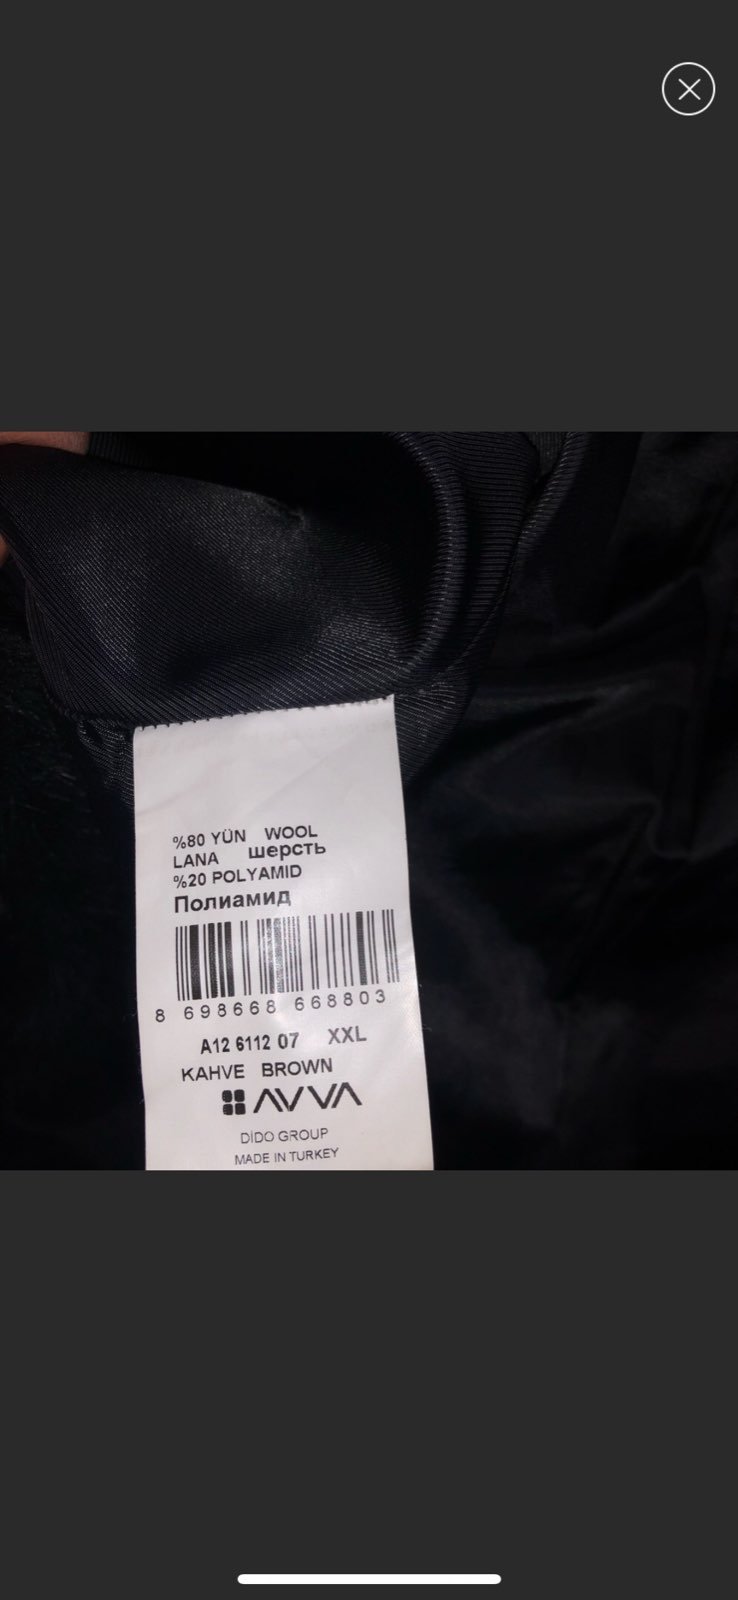 %80 YÜN WOOL
LANA шерсть
%20 POLYAMID
Полиамид
8 698668 668803
A12 6112 07 XXL
KAHVE BROWN
AVVA
DİDO GROUP
MADE IN TURKEY